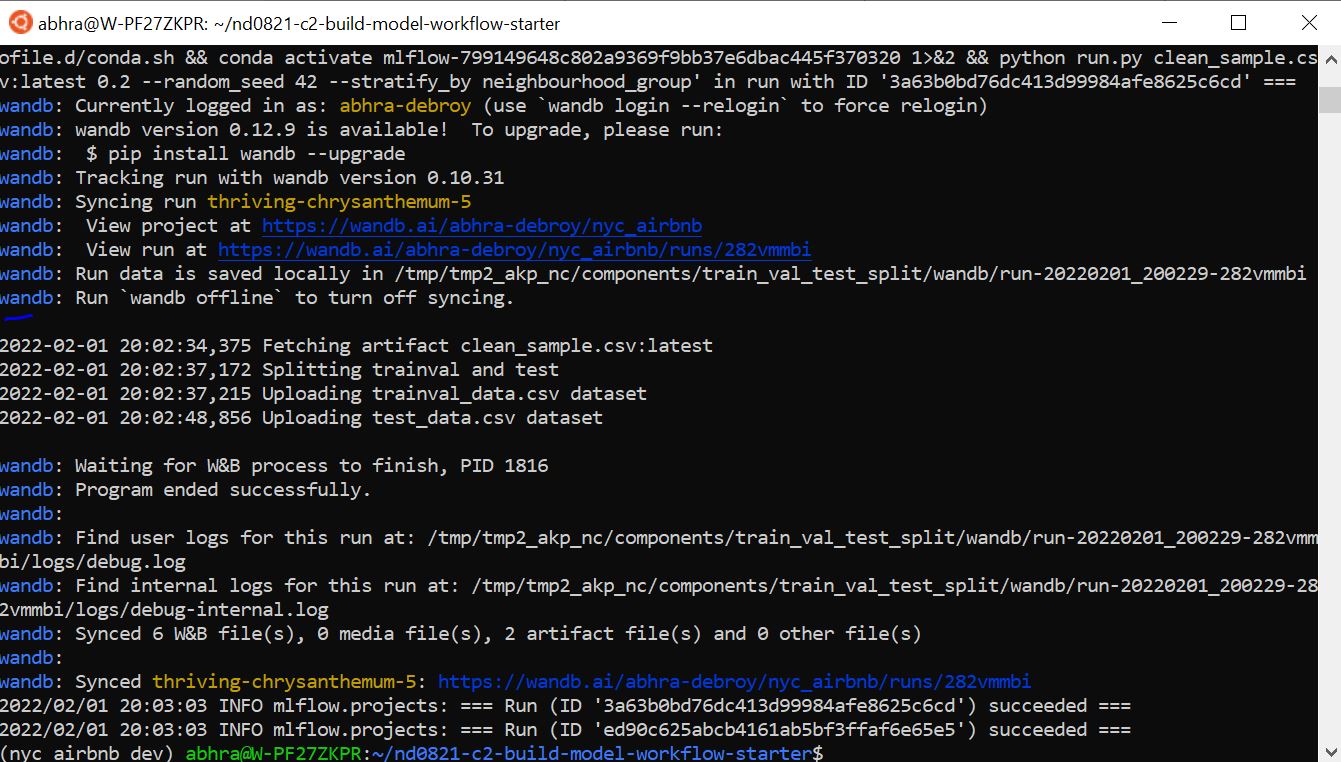 abhra@W-PF27ZKPR: ~/nd0821-c2-build-model-workflow-starter
ofile.d/conda.sh && conda activate mlflow-799149648c802a9369f9bb37e6dbac445f370320 1>&2 && python run.py clean_sample.cs
v:latest 0.2 --random_seed 42 --stratify_by neighbourhood_group' in run with ID '3a63b0bd76dc413d99984afe8625c6cd' ===
wandb: Currently logged in as: abhra-debroy (use `wandb login --relogin` to force relogin)
wandb: wandb version 0.12.9 is available!  To upgrade, please run:
wandb:  $ pip install wandb --upgrade
wandb: Tracking run with wandb version 0.10.31
wandb: Syncing run thriving-chrysanthemum-5
wandb:  View project at https://wandb.ai/abhra-debroy/nyc_airbnb
wandb:  View run at https://wandb.ai/abhra-debroy/nyc_airbnb/runs/282vmmbi
wandb: Run data is saved locally in /tmp/tmp2_akp_nc/components/train_val_test_split/wandb/run-20220201_200229-282vmmbi
wandb: Run `wandb offline` to turn off syncing.
2022-02-01 20:02:34,375 Fetching artifact clean_sample.csv:latest
2022-02-01 20:02:37,172 Splitting trainval and test
2022-02-01 20:02:37,215 Uploading trainval_data.csv dataset
2022-02-01 20:02:48,856 Uploading test_data.csv dataset
wandb: Waiting for W&B process to finish, PID 1816
wandb: Program ended successfully.
wandb:
wandb: Find user logs for this run at: /tmp/tmp2_akp_nc/components/train_val_test_split/wandb/run-20220201_200229-282vmm
bi/logs/debug.log
wandb: Find internal logs for this run at: /tmp/tmp2_akp_nc/components/train_val_test_split/wandb/run-20220201_200229-28
2vmmbi/logs/debug-internal.log
wandb: Synced 6 W&B file(s), 0 media file(s), 2 artifact file(s) and 0 other file(s)
wandb:
wandb: Synced thriving-chrysanthemum-5: https://wandb.ai/abhra-debroy/nyc_airbnb/runs/282vmmbi
2022/02/01 20:03:03 INFO mlflow.projects: === Run (ID '3a63b0bd76dc413d99984afe8625c6cd') succeeded ===
2022/02/01 20:03:03 INFO mlflow.projects: === Run (ID 'ed90c625abcb4161ab5bf3ffaf6e65e5') succeeded ===
(nyc_airbnb_dev) abhra@W-PF27ZKPR:~/nd0821-c2-build-model-workflow-starter$